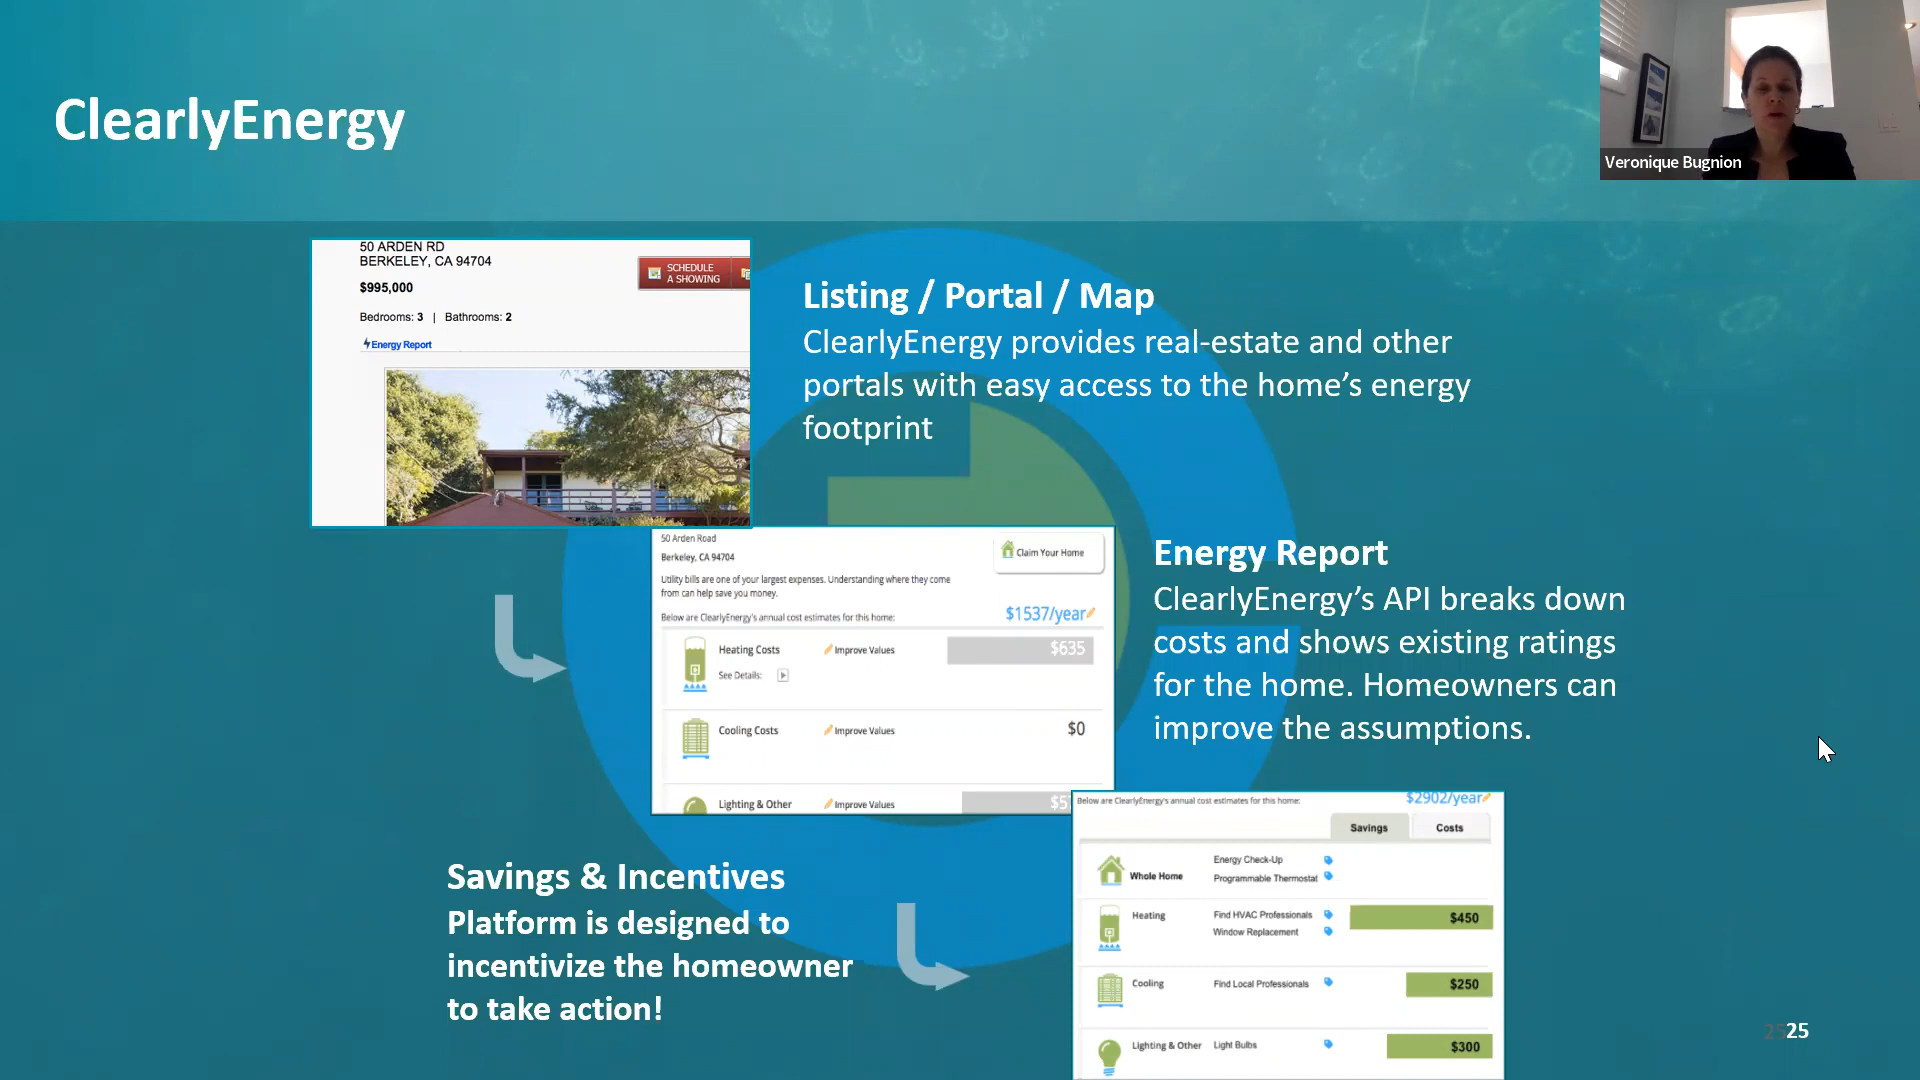 ClearlyEnergy
Veronique Bugnion
50 ARDEN RD
BERKELEY, CA 94704
SCHEDULE
A SHOWING
$995,000
Bedrooms: 3 | Bathrooms: 2
Energy Report
Listing / Portal / Map
ClearlyEnergy provides real-estate and other
portals with easy access to the home's energy
footprint
50 Arden Road
Berkeley, CA 94704
Claim Your Home
Utility bills are one of your largest expenses. Understanding where they come
from can help save you money.
Below are ClearlyEnergy's annual cost estimates for this home:
$1537/year
Heating Costs
Improve Values
$635
See Details:
Cooling Costs
Improve Values
$0
Lighting & Other
Improve Values
Energy Report
ClearlyEnergy's API breaks down
costs and shows existing ratings
for the home. Homeowners can
improve the assumptions.
Savings & Incentives
Platform is designed to
incentivize the homeowner
to take action!
Below are ClearlyEnergy's annual cost estimates for this home:
$2902/year
Savings
Costs
Whole Home
Energy Check-Up
Programmable Thermostat
Heating
Find HVAC Professionals
Window Replacement
$450
Cooling
Find Local Professionals
$250
Lighting & Other
Light Bulbs
$300
25
25